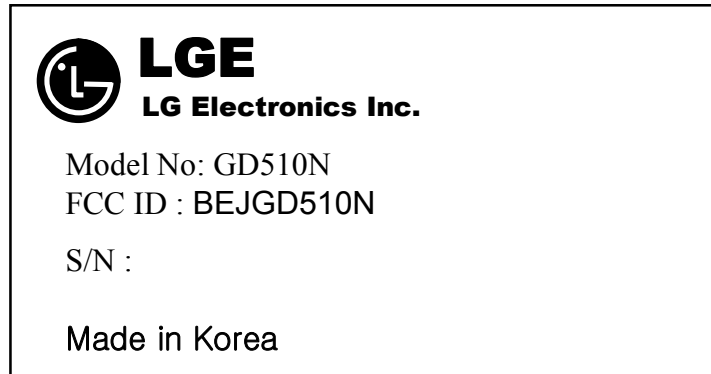 LGE
LG Electronics Inc.
Model No: GD510N
FCC ID : BEJGD510N
S/N :
Made in Korea